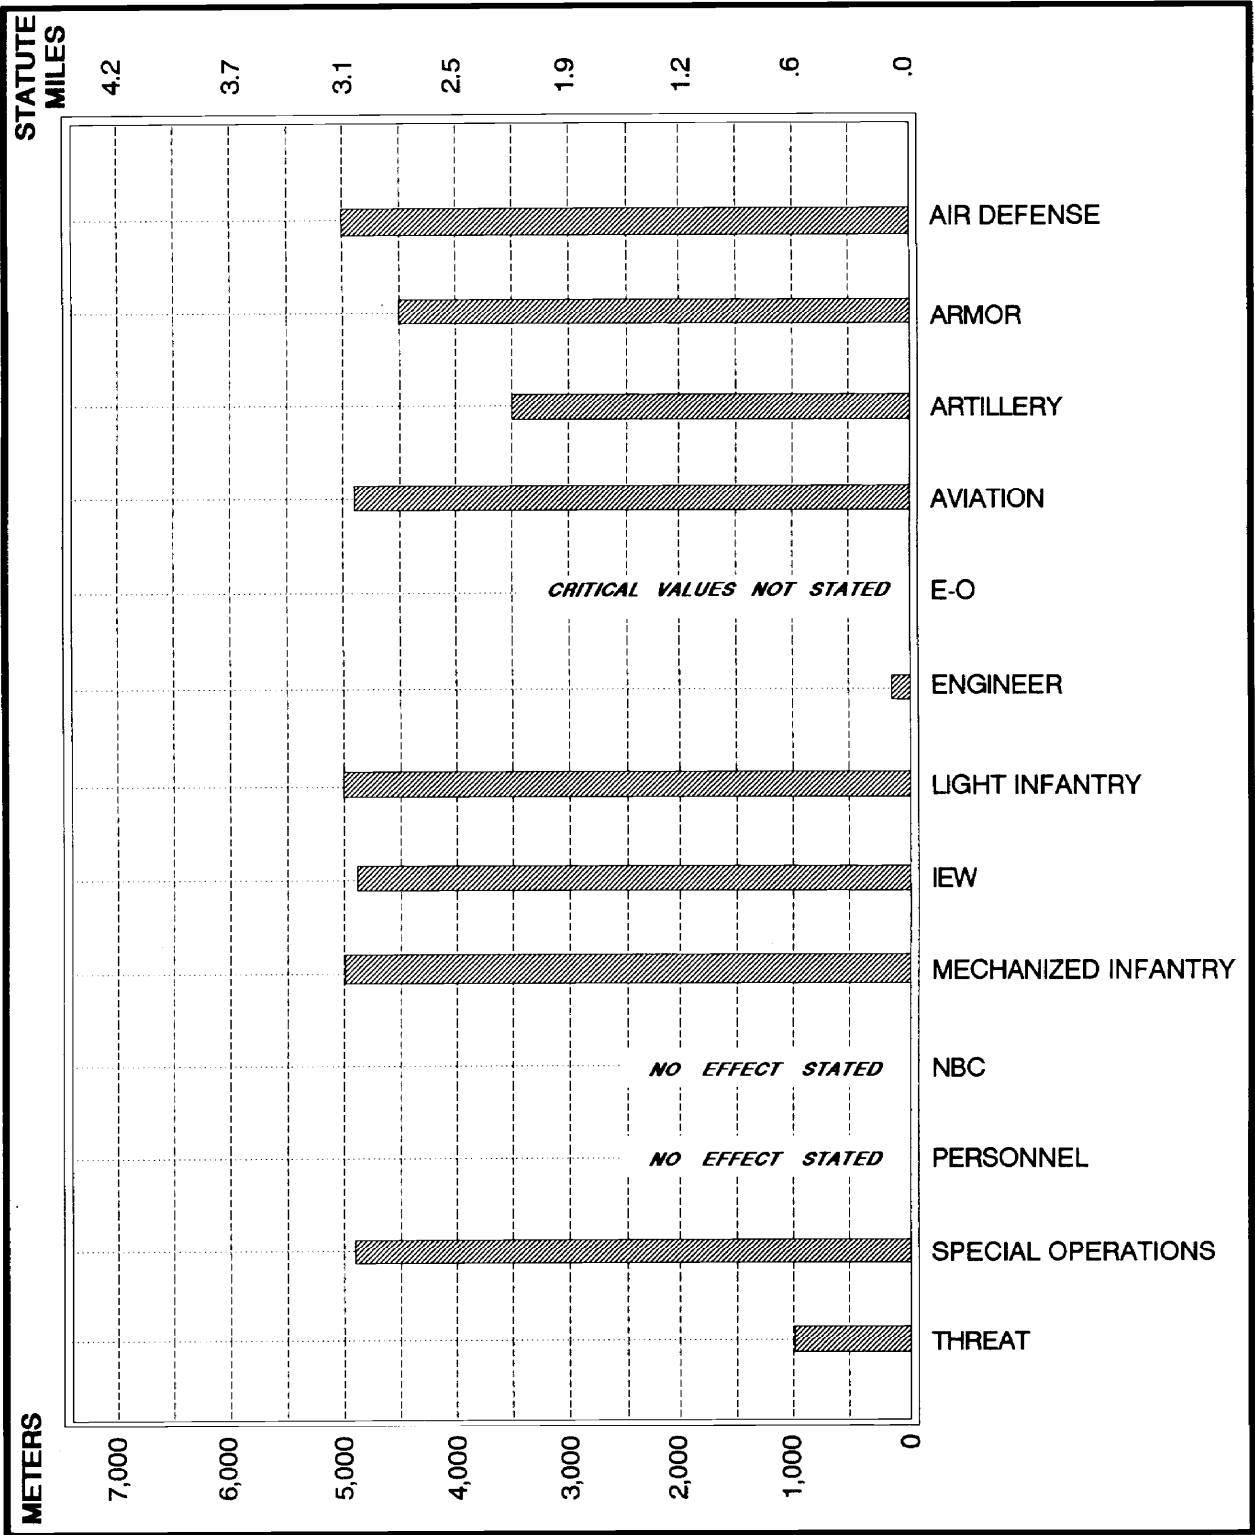 STATUTE
MILES
4.2
3.7
3.1
2.5
1.9
1.2
.6
.0
AIR DEFENSE
ARMOR
ARTILLERY
AVIATION
CRITICAL VALUES NOT STATED
E-O
ENGINEER
LIGHT INFANTRY
IEW
MECHANIZED INFANTRY
NO EFFECT STATED
NBC
NO EFFECT STATED
PERSONNEL
SPECIAL OPERATIONS
THREAT
METERS
7,000
6,000
5,000
4,000
3,000
2,000
1,000
0